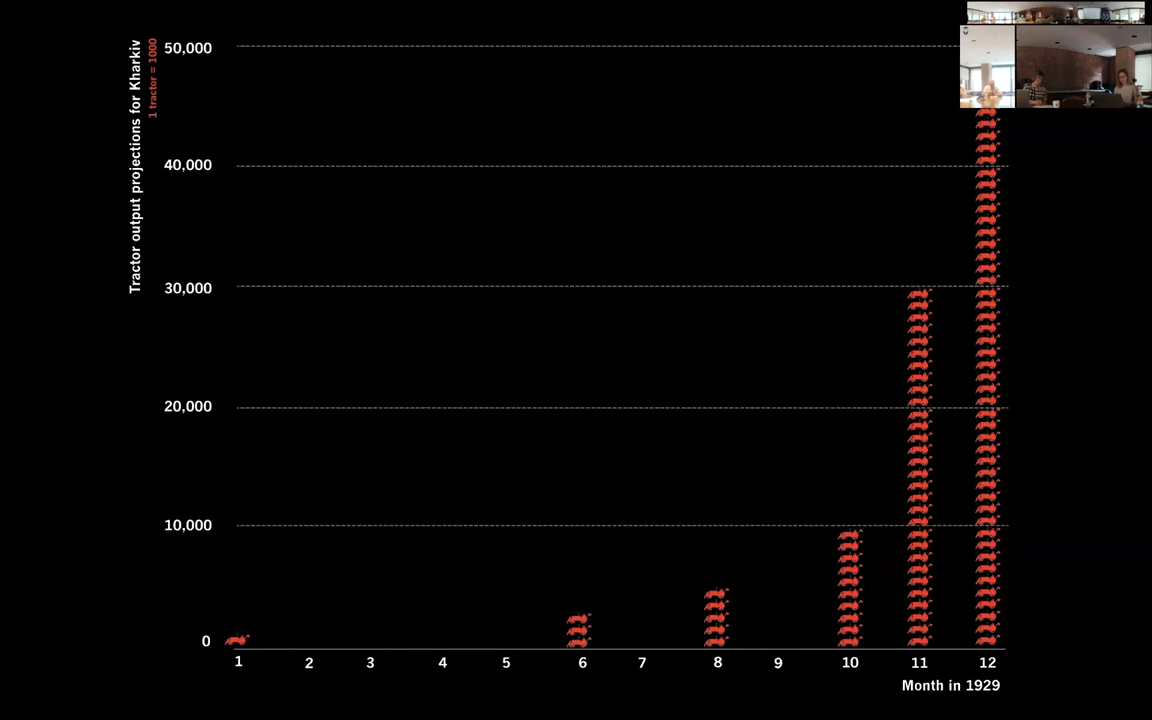 Tractor output projections for Kharkiv
1 tractor = 1000
50,000
40,000
30,000
20,000
10,000
0
1 2 3 4 5 6 7 8 9 10 11 12
Month in 1929